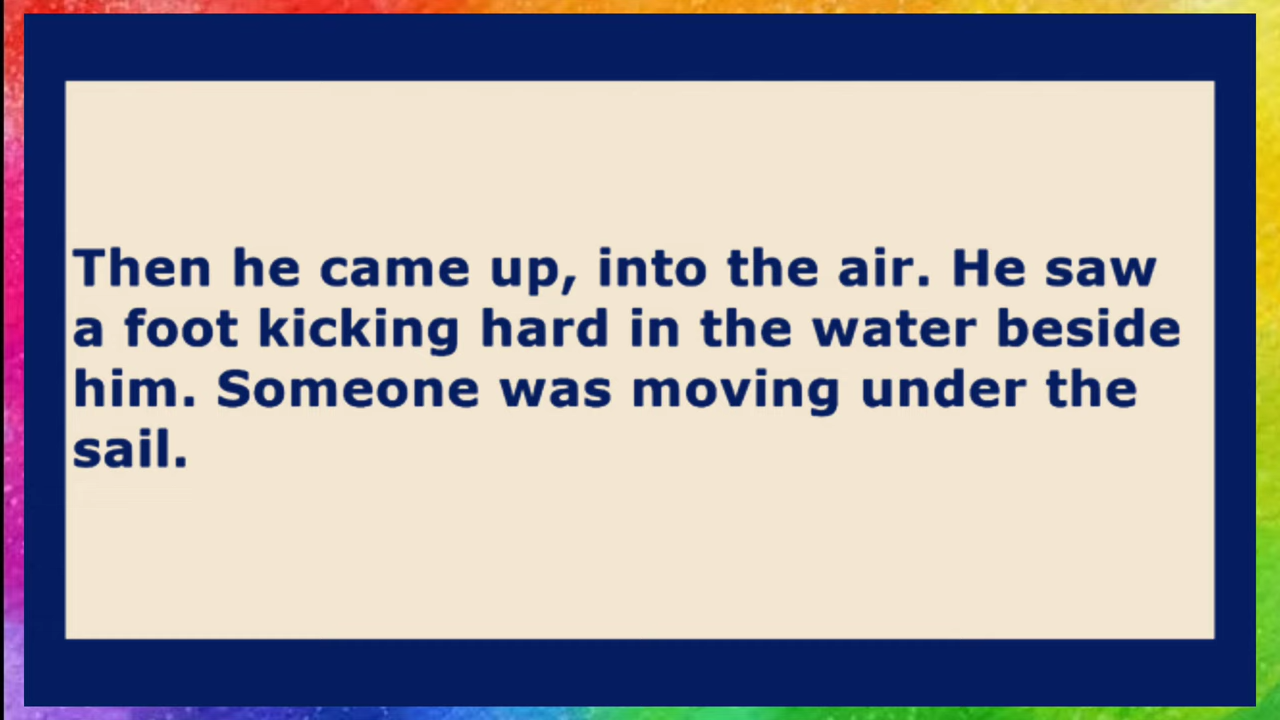 Then he came up, into the air. He saw
a foot kicking hard in the water beside
him. Someone was moving under the
sail.